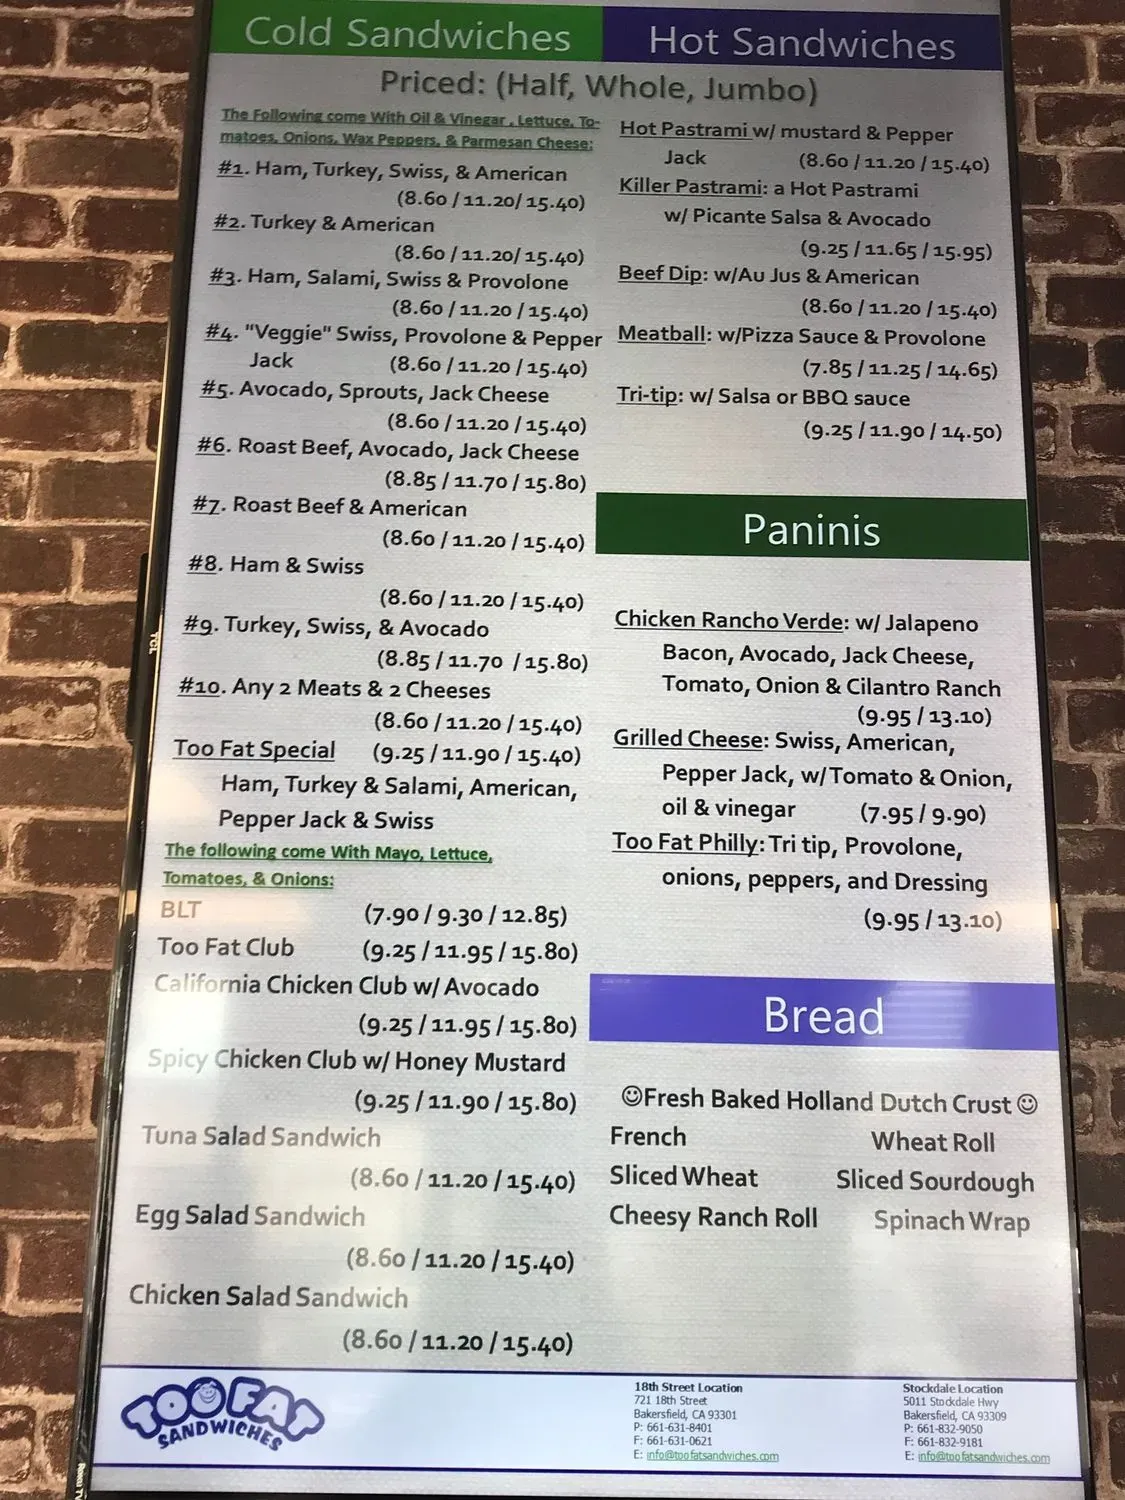 Cold Sandwiches
Hot Sandwiches
Priced: (Half, Whole, Jumbo)
The Following come With Oil & Vinegar , Lettuce, To-
matoes, Onions, Wax Peppers, & Parmesan Cheese:
#1. Ham, Turkey, Swiss, & American
(8.60 / 11.20/ 15.40)
#2. Turkey & American
(8.60 / 11.20/ 15.40)
#3. Ham, Salami, Swiss & Provolone
(8.60 / 11.20 / 15.40)
#4. "Veggie" Swiss, Provolone & Pepper
Jack (8.60 / 11.20 / 15.40)
#5. Avocado, Sprouts, Jack Cheese
(8.60 / 11.20 / 15.40)
#6. Roast Beef, Avocado, Jack Cheese
(8.85 / 11.70 / 15.80)
#7. Roast Beef & American
(8.60 / 11.20 / 15.40)
#8. Ham & Swiss
(8.60 / 11.20 / 15.40)
#9. Turkey, Swiss, & Avocado
(8.85 / 11.70 / 15.80)
#10. Any 2 Meats & 2 Cheeses
(8.60 / 11.20 / 15.40)
Too Fat Special (9.25 / 11.90 / 15.40)
Ham, Turkey & Salami, American,
Pepper Jack & Swiss
The following come With Mayo, Lettuce,
Tomatoes, & Onions:
BLT (7.90 / 9.30 / 12.85)
Too Fat Club (9.25 / 11.95 / 15.80)
California Chicken Club w/ Avocado
(9.25 / 11.95 / 15.80)
Spicy Chicken Club w/ Honey Mustard
(9.25 / 11.90 / 15.80)
Tuna Salad Sandwich
(8.60 / 11.20 / 15.40)
Egg Salad Sandwich
(8.60 / 11.20 / 15.40)
Chicken Salad Sandwich
(8.60 / 11.20 / 15.40)
Hot Pastrami w/ mustard & Pepper
Jack (8.60 / 11.20 / 15.40)
Killer Pastrami: a Hot Pastrami
w/ Picante Salsa & Avocado
(9.25 / 11.65 / 15.95)
Beef Dip: w/Au Jus & American
(8.60 / 11.20 / 15.40)
Meatball: w/Pizza Sauce & Provolone
(7.85 / 11.25 / 14.65)
Tri-tip: w/ Salsa or BBQ sauce
(9.25 / 11.90 / 14.50)
Paninis
Chicken Rancho Verde: w/ Jalapeno
Bacon, Avocado, Jack Cheese,
Tomato, Onion & Cilantro Ranch
(9.95 / 13.10)
Grilled Cheese: Swiss, American,
Pepper Jack, w/ Tomato & Onion,
oil & vinegar (7.95 / 9.90)
Too Fat Philly: Tri tip, Provolone,
onions, peppers, and Dressing
(9.95 / 13.10)
Bread
☺Fresh Baked Holland Dutch Crust ☺
French Wheat Roll
Sliced Wheat Sliced Sourdough
Cheesy Ranch Roll Spinach Wrap
TOO FAT
SANDWICHES
18th Street Location
721 18th Street
Bakersfield, CA 93301
P: 661-631-8401
F: 661-631-0621
E: info@toofatsandwiches.com
Stockdale Location
5011 Stockdale Hwy
Bakersfield, CA 93309
P: 661-832-9050
F: 661-832-9181
E: info@toofatsandwiches.com
TCL
Roku TV